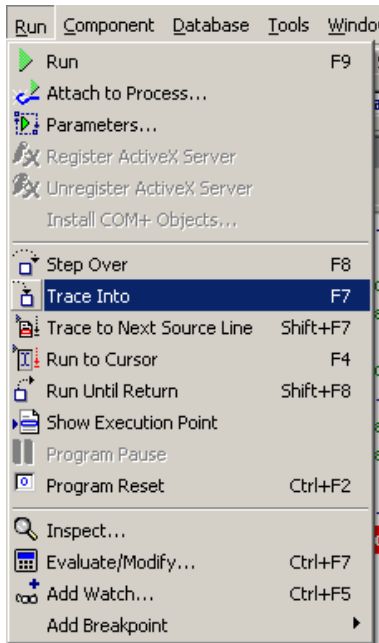 Run Component Database Tools Windo
Run F9
Attach to Process...
Parameters...
Register ActiveX Server
Unregister ActiveX Server
Install COM+ Objects...
Step Over F8
Trace Into F7
Trace to Next Source Line Shift+F7
Run to Cursor F4
Run Until Return Shift+F8
Show Execution Point
Program Pause
Program Reset Ctrl+F2
Inspect...
Evaluate/Modify... Ctrl+F7
Add Watch... Ctrl+F5
Add Breakpoint